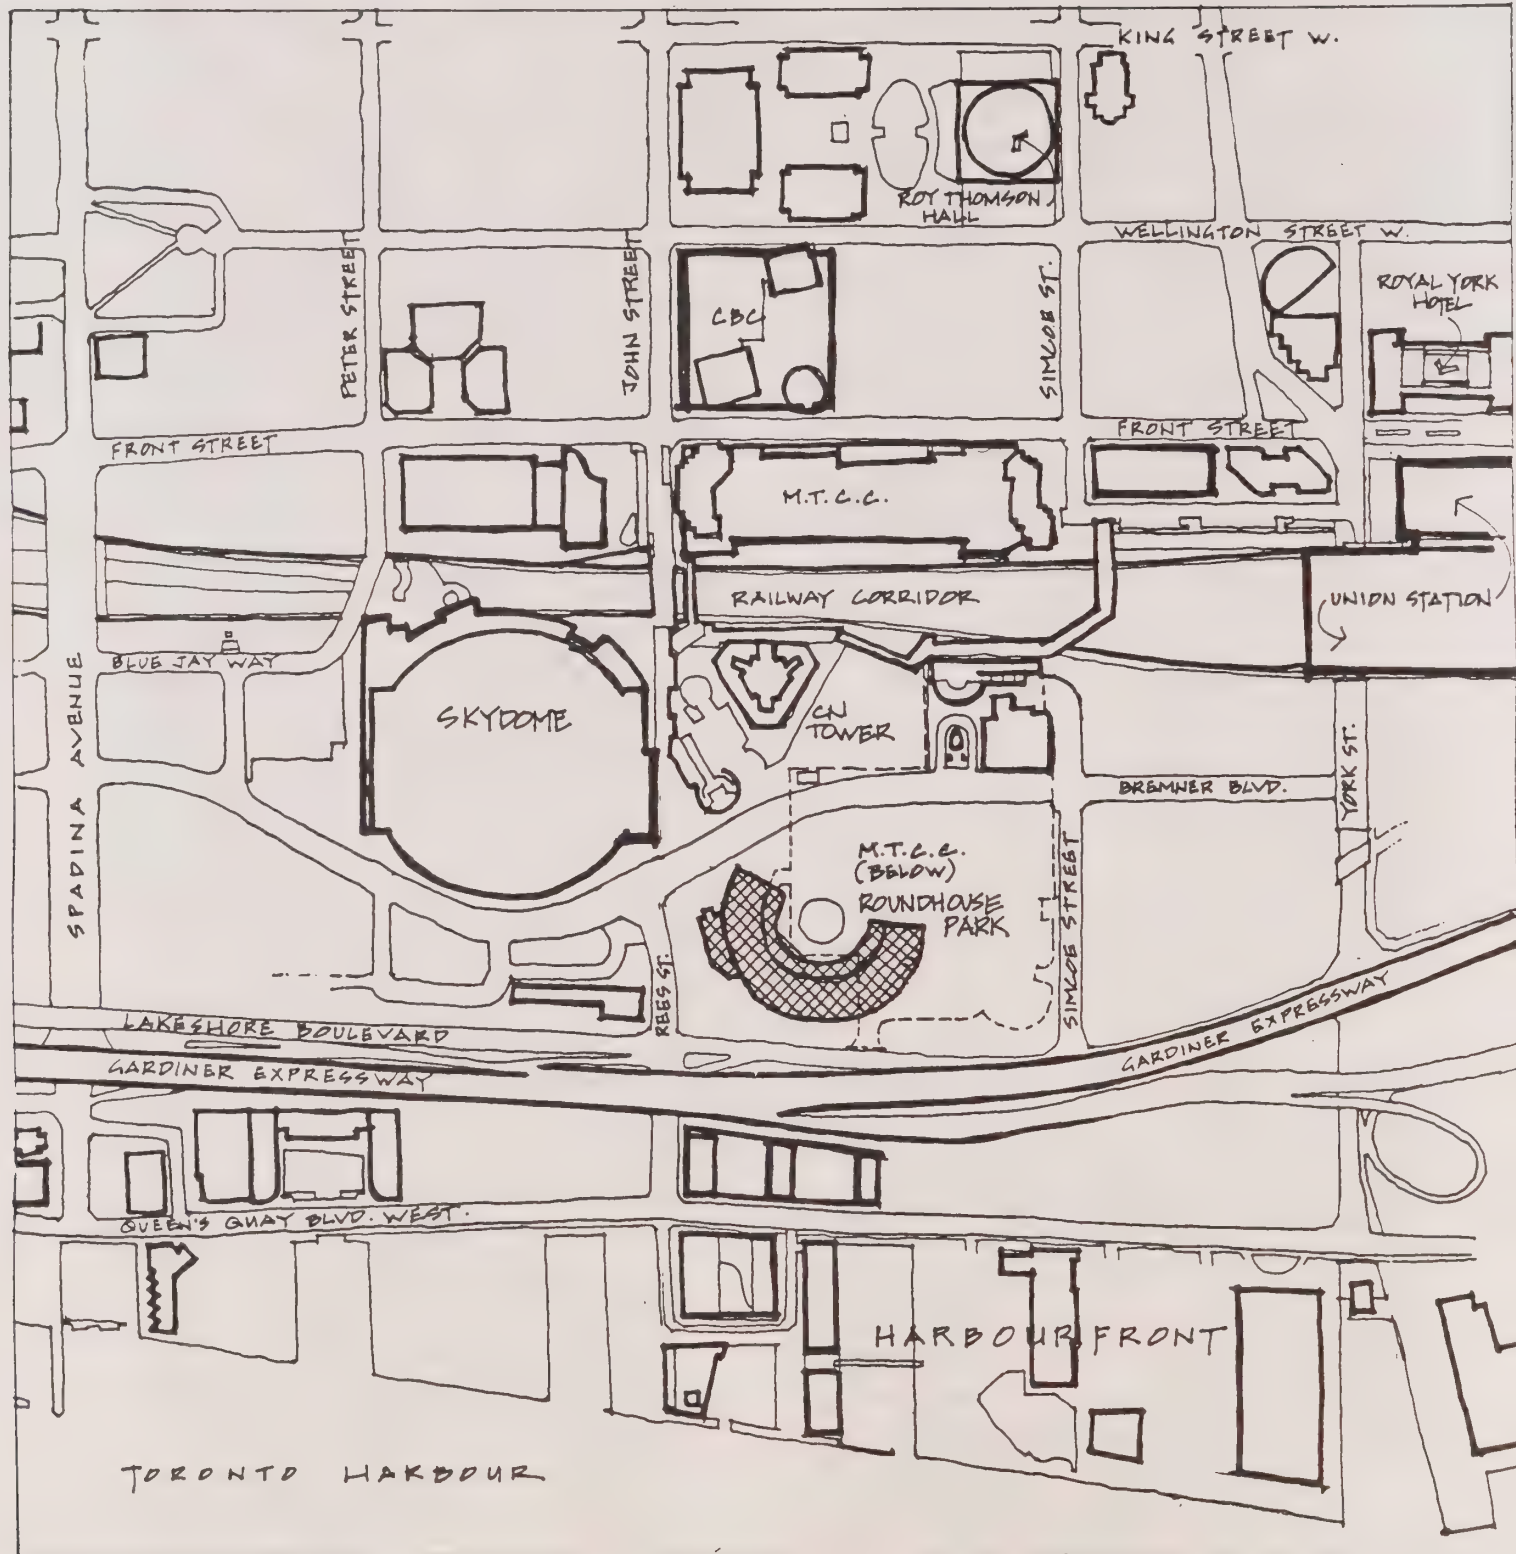 KING STREET W.
ROY THOMSON
HALL
WELLINGTON STREET W.
PETER STREET
JOHN STREET
CBC
SIMCOE ST.
ROYAL YORK
HOTEL
FRONT STREET
FRONT STREET
M.T.C.C.
RAILWAY CORRIDOR
UNION STATION
BLUE JAY WAY
SPADINA AVENUE
SKYDOME
CN
TOWER
YORK ST.
BREMNER BLVD.
M.T.C.C.
(BELOW)
ROUNDHOUSE
PARK
SIMCOE STREET
REES ST.
LAKESHORE BOULEVARD
GARDINER EXPRESSWAY
GARDINER EXPRESSWAY
QUEEN'S QUAY BLVD. WEST.
HARBOURFRONT
TORONTO HARBOUR